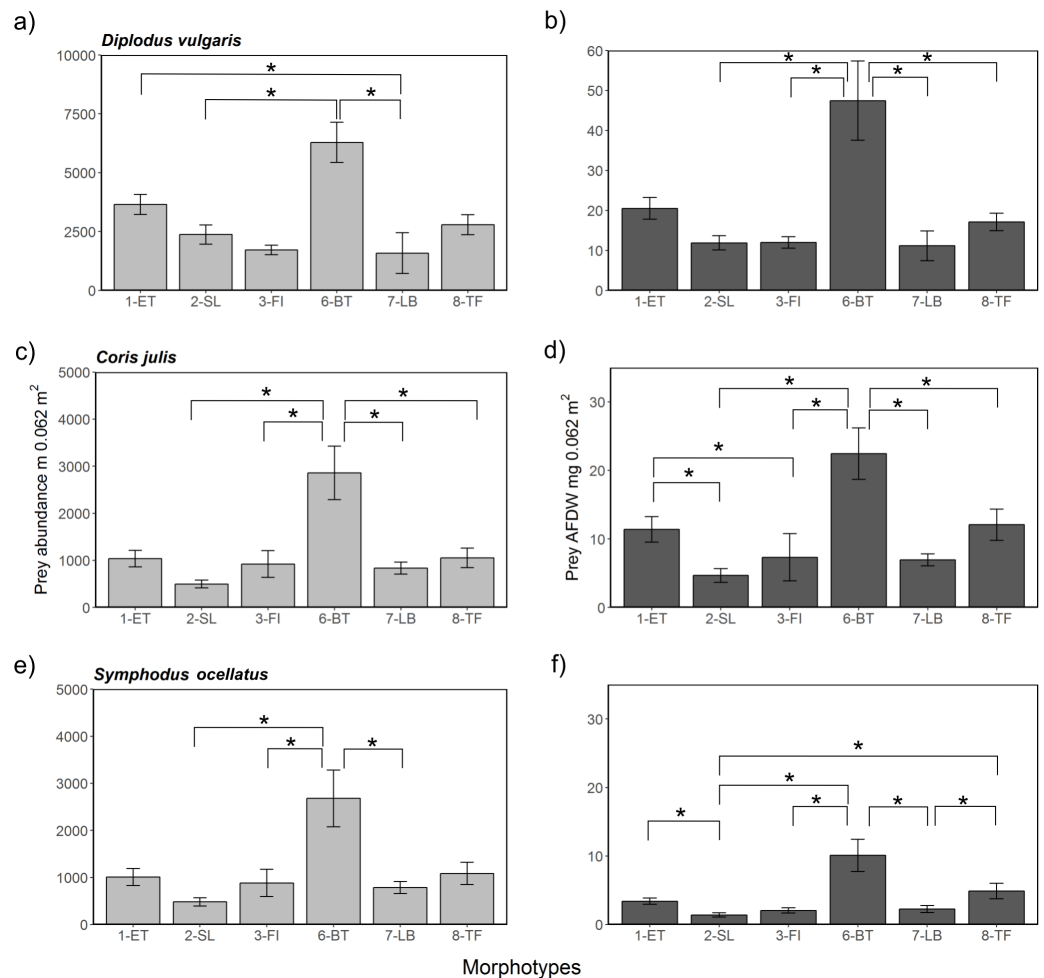 a)
Diplodus vulgaris
10000
7500
5000
2500
0
* * *
1-ET 2-SL 3-FI 6-BT 7-LB 8-TF
b)
60
50
40
30
20
10
0
* * * *
1-ET 2-SL 3-FI 6-BT 7-LB 8-TF
c)
Coris julis
Prey abundance m 0.062 m²
5000
4000
3000
2000
1000
0
* * * *
1-ET 2-SL 3-FI 6-BT 7-LB 8-TF
d)
Prey AFDW mg 0.062 m²
30
20
10
0
* * * * * *
1-ET 2-SL 3-FI 6-BT 7-LB 8-TF
e)
Symphodus ocellatus
5000
4000
3000
2000
1000
0
* * *
1-ET 2-SL 3-FI 6-BT 7-LB 8-TF
f)
30
20
10
0
* * * * * *
1-ET 2-SL 3-FI 6-BT 7-LB 8-TF
Morphotypes